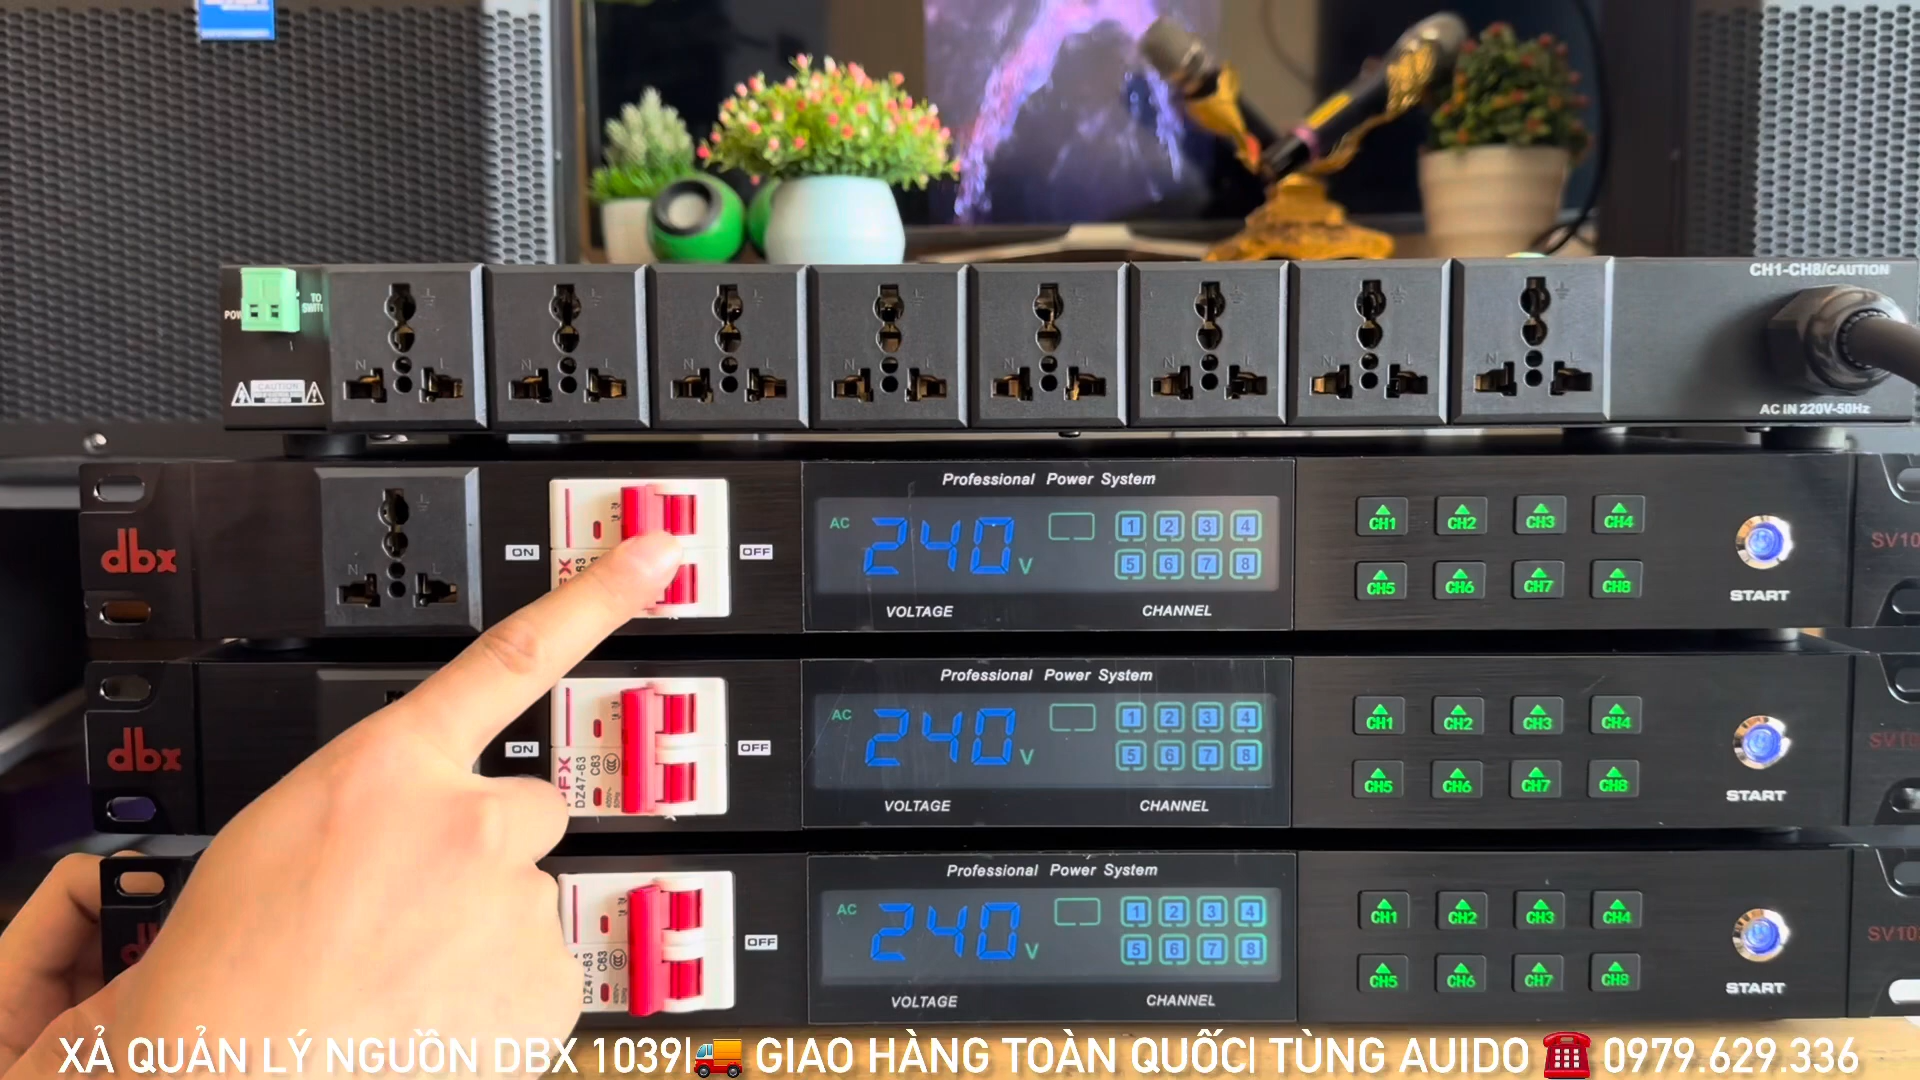 CH1-CH8/CAUTION
TO
CAUTION
N L
N L
N L
N L
N L
N L
N L
N L
AC IN 220V-50Hz
dbx
N L
ON
OFF
Professional Power System
AC 240 V
1 2 3 4
5 6 7 8
VOLTAGE CHANNEL
CH1 CH2 CH3 CH4
CH5 CH6 CH7 CH8
START
dbx
ON
DZ47-63
C63
OFF
Professional Power System
AC 240 V
1 2 3 4
5 6 7 8
VOLTAGE CHANNEL
CH1 CH2 CH3 CH4
CH5 CH6 CH7 CH8
START
DZ47-63
C63
OFF
Professional Power System
AC 240 V
1 2 3 4
5 6 7 8
VOLTAGE CHANNEL
CH1 CH2 CH3 CH4
CH5 CH6 CH7 CH8
START
XẢ QUẢN LÝ NGUỒN DBX 1039|🚚 GIAO HÀNG TOÀN QUỐC| TÙNG AUIDO ☎ 0979.629.336